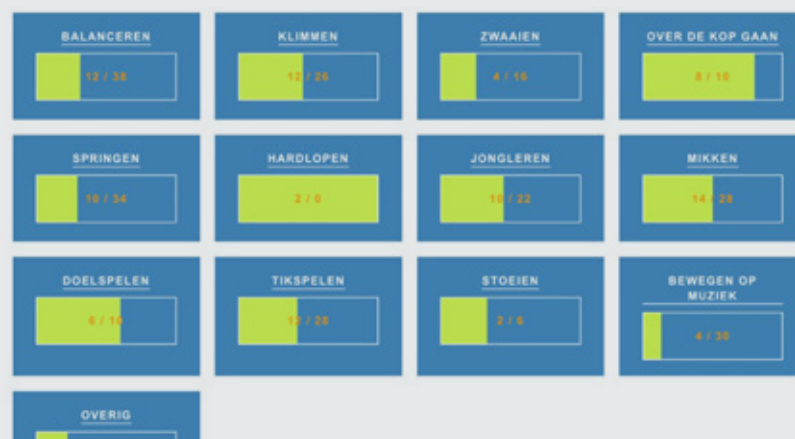 BALANCEREN
12 / 38
KLIMMEN
12 / 26
ZWAAIEN
4 / 16
OVER DE KOP GAAN
8 / 10
SPRINGEN
10 / 34
HARDLOPEN
2 / 0
JONGLEREN
10 / 22
MIKKEN
14 / 28
DOELSPELEN
6 / 10
TIKSPELEN
12 / 28
STOEIEN
2 / 6
BEWEGEN OP
MUZIEK
4 / 30
OVERIG